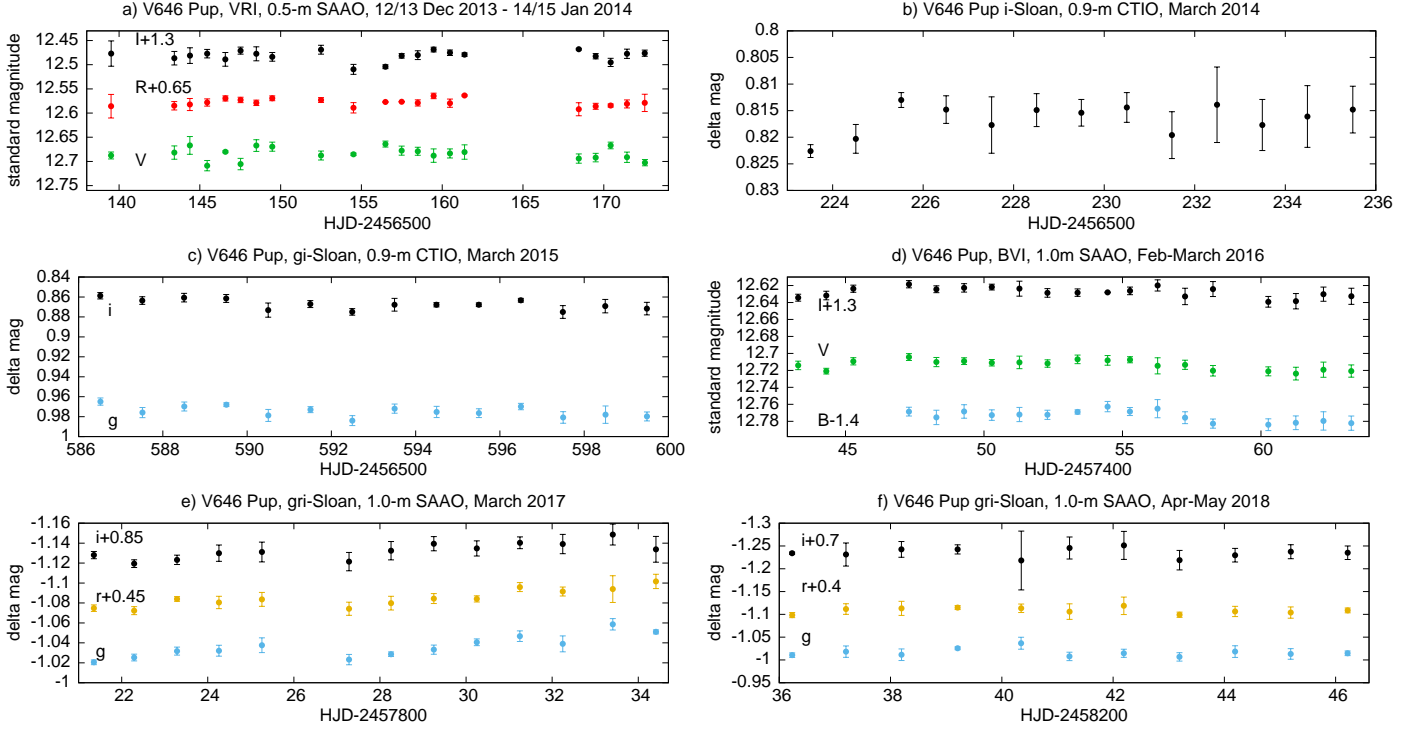 a) V646 Pup, VRI, 0.5-m SAAO, 12/13 Dec 2013 - 14/15 Jan 2014
standard magnitude
12.45
12.5
12.55
12.6
12.65
12.7
12.75
I+1.3
R+0.65
V
140 145 150 155 160 165 170
HJD-2456500
b) V646 Pup i-Sloan, 0.9-m CTIO, March 2014
delta mag
0.8
0.805
0.81
0.815
0.82
0.825
0.83
224 226 228 230 232 234 236
HJD-2456500
c) V646 Pup, gi-Sloan, 0.9-m CTIO, March 2015
delta mag
0.84
0.86
0.88
0.9
0.92
0.94
0.96
0.98
1
i
g
586 588 590 592 594 596 598 600
HJD-2456500
d) V646 Pup, BVI, 1.0m SAAO, Feb-March 2016
standard magnitude
12.62
12.64
12.66
12.68
12.7
12.72
12.74
12.76
12.78
I+1.3
V
B-1.4
45 50 55 60
HJD-2457400
e) V646 Pup, gri-Sloan, 1.0-m SAAO, March 2017
delta mag
-1.16
-1.14
-1.12
-1.1
-1.08
-1.06
-1.04
-1.02
-1
i+0.85
r+0.45
g
22 24 26 28 30 32 34
HJD-2457800
f) V646 Pup gri-Sloan, 1.0-m SAAO, Apr-May 2018
delta mag
-1.3
-1.25
-1.2
-1.15
-1.1
-1.05
-1
-0.95
i+0.7
r+0.4
g
36 38 40 42 44 46
HJD-2458200